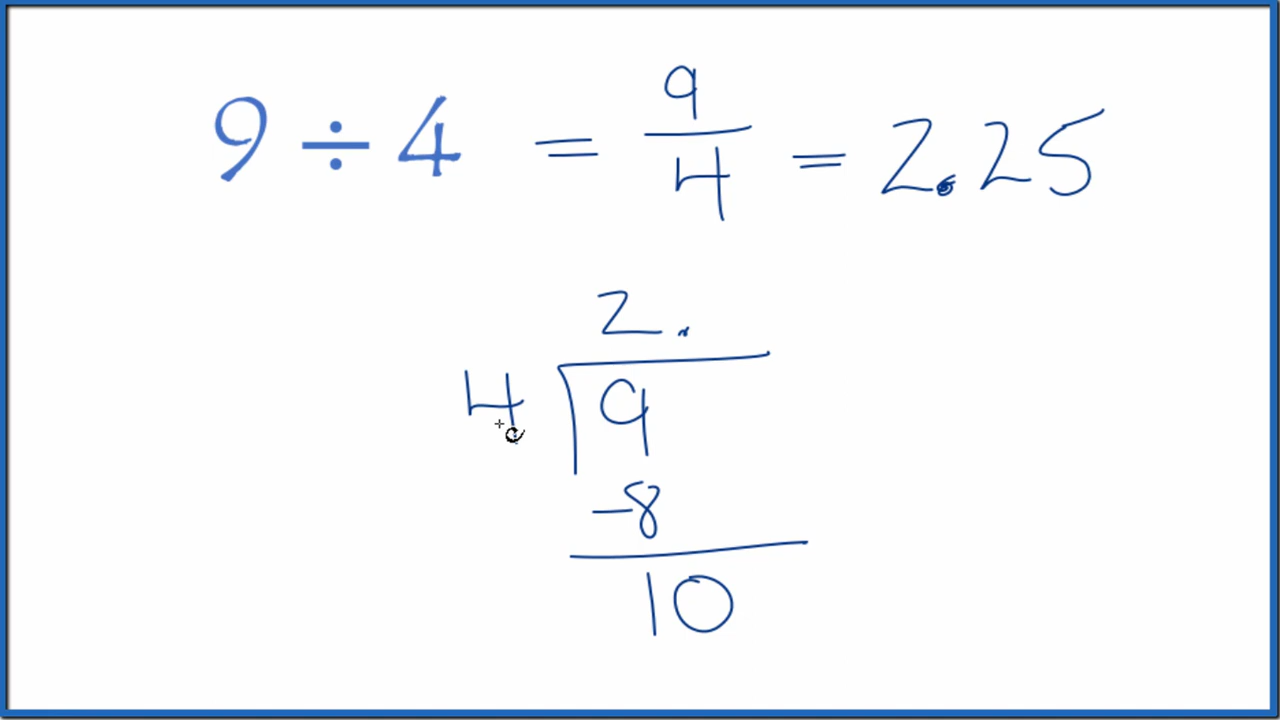 9 ÷ 4 = 9/4 = 2.25
2.
4 9
-8
10